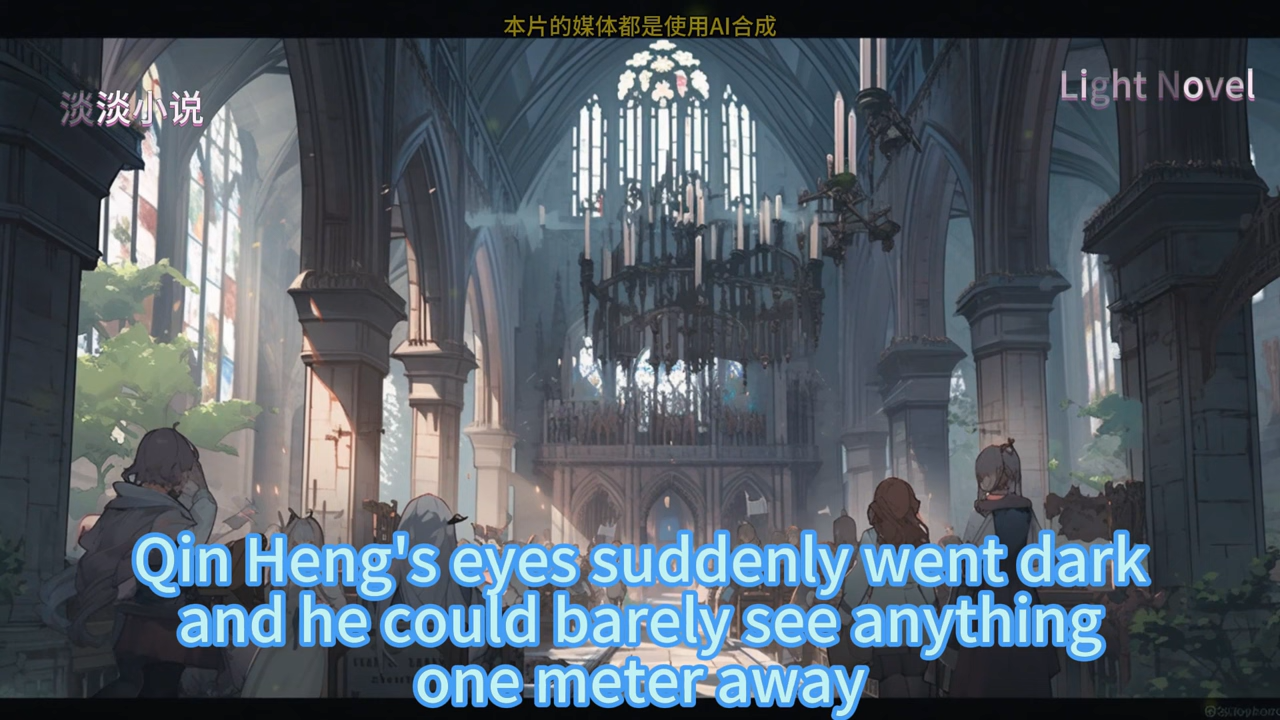 本片的媒体都是使用AI合成
淡淡小说
Light Novel
Qin Heng's eyes suddenly went dark
and he could barely see anything
one meter away